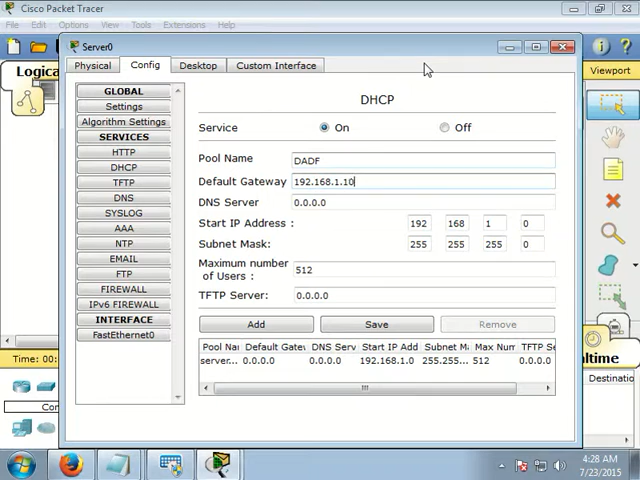 Cisco Packet Tracer
File Edit Options View Tools Extensions Help
Server0
Physical Config Desktop Custom Interface
Logical
Viewport
GLOBAL
Settings
Algorithm Settings
SERVICES
HTTP
DHCP
TFTP
DNS
SYSLOG
AAA
NTP
EMAIL
FTP
FIREWALL
IPv6 FIREWALL
INTERFACE
FastEthernet0
DHCP
Service On Off
Pool Name DADF
Default Gateway 192.168.1.10
DNS Server 0.0.0.0
Start IP Address : 192 168 1 0
Subnet Mask: 255 255 255 0
Maximum number
of Users : 512
TFTP Server: 0.0.0.0
Add Save Remove
Pool Nar Default Gatew DNS Serv Start IP Add Subnet Ma Max Num TFTP Se
server... 0.0.0.0 0.0.0.0 192.168.1.0 255.255... 512 0.0.0.0
Time: 00:
ealtime
Con
Destinatio
4:28 AM
7/23/2015